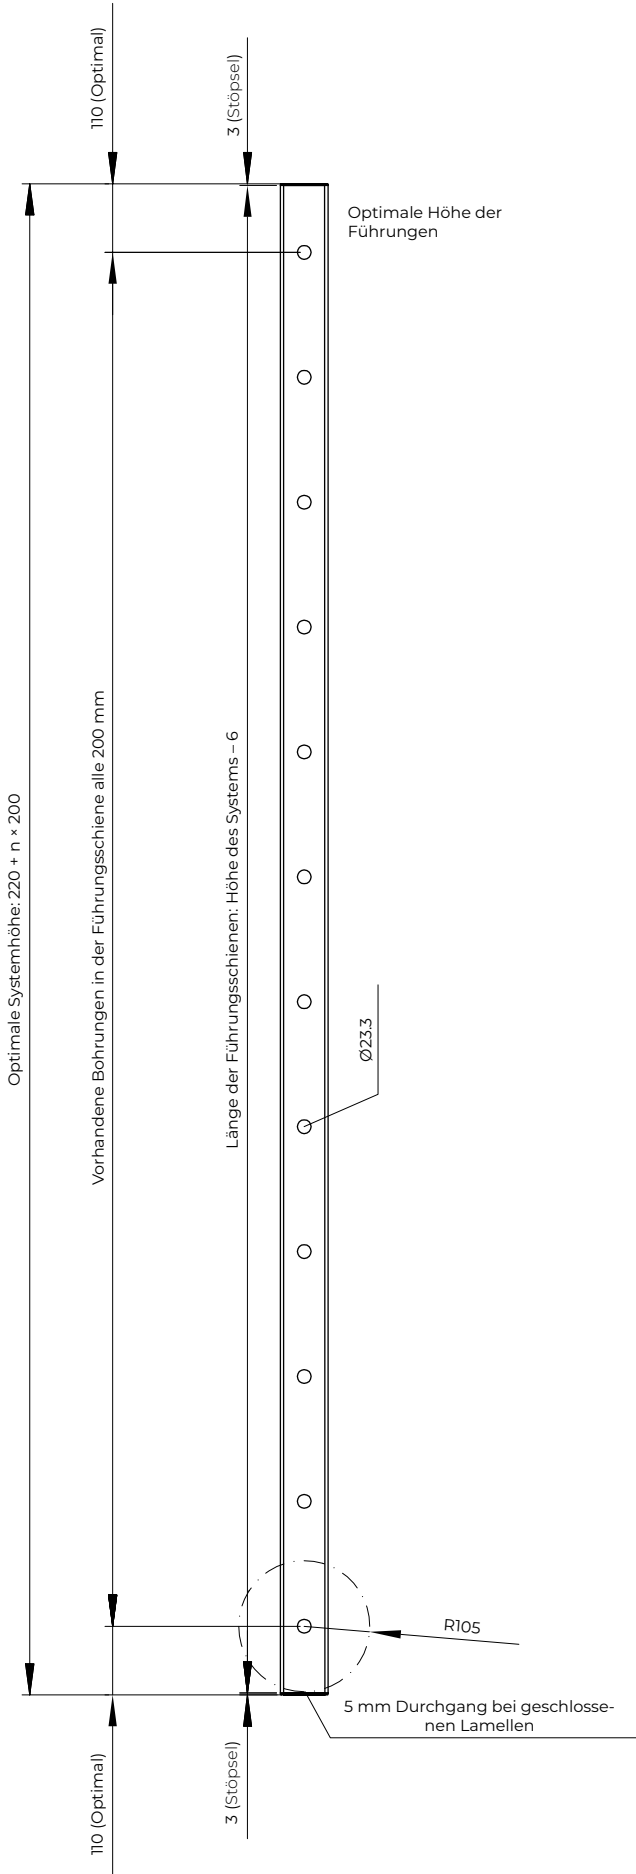 110 (Optimal)
3 (Stöpsel)
Optimale Höhe der
Führungen
Optimale Systemhöhe: 220 + n × 200
Vorhandene Bohrungen in der Führungsschiene alle 200 mm
Länge der Führungsschienen: Höhe des Systems – 6
Ø23.3
R105
5 mm Durchgang bei geschlosse-
nen Lamellen
110 (Optimal)
3 (Stöpsel)